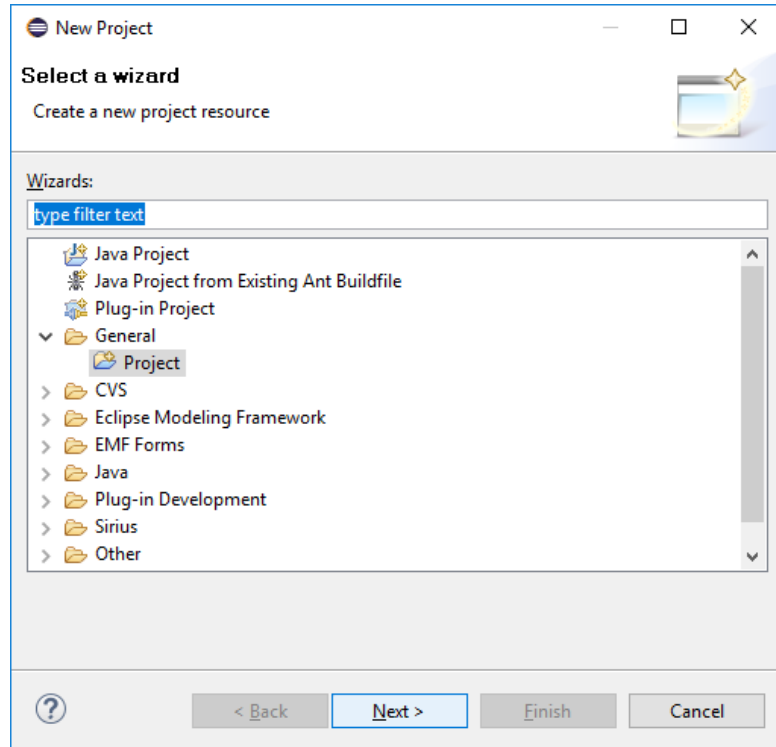 New Project
Select a wizard
Create a new project resource
Wizards:
type filter text
Java Project
Java Project from Existing Ant Buildfile
Plug-in Project
General
Project
CVS
Eclipse Modeling Framework
EMF Forms
Java
Plug-in Development
Sirius
Other
? < Back Next > Finish Cancel